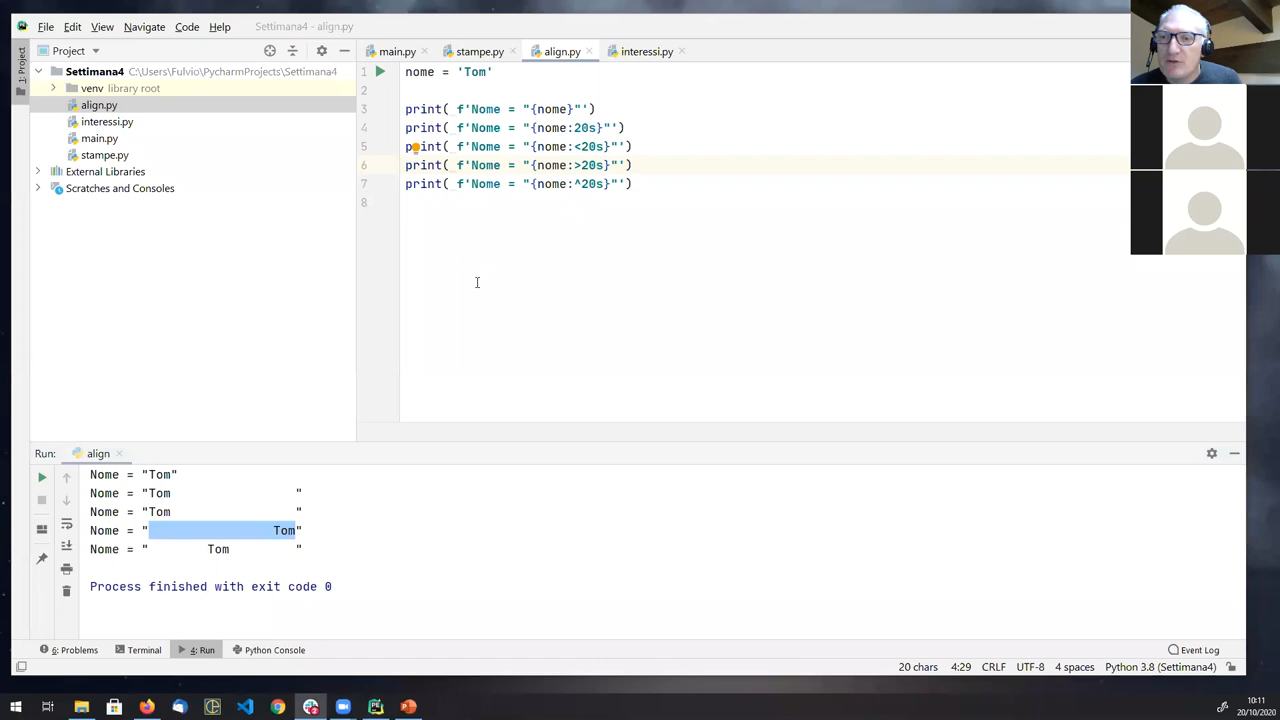 File Edit View Navigate Code Help Settimana4 - align.py
1: Project
Project
main.py stampe.py align.py interessi.py
Settimana4 C:\Users\Fulvio\PycharmProjects\Settimana4
venv library root
align.py
interessi.py
main.py
stampe.py
External Libraries
Scratches and Consoles
1 nome = 'Tom'
2
3 print( f'Nome = "{nome}"')
4 print( f'Nome = "{nome:20s}"')
5 print( f'Nome = "{nome:<20s}"')
6 print( f'Nome = "{nome:>20s}"')
7 print( f'Nome = "{nome:^20s}"')
8
Run: align
Nome = "Tom"
Nome = "Tom                 "
Nome = "Tom                 "
Nome = "                 Tom"
Nome = "        Tom         "
Process finished with exit code 0
6: Problems Terminal 4: Run Python Console Event Log
20 chars 4:29 CRLF UTF-8 4 spaces Python 3.8 (Settimana4)
10:11
20/10/2020